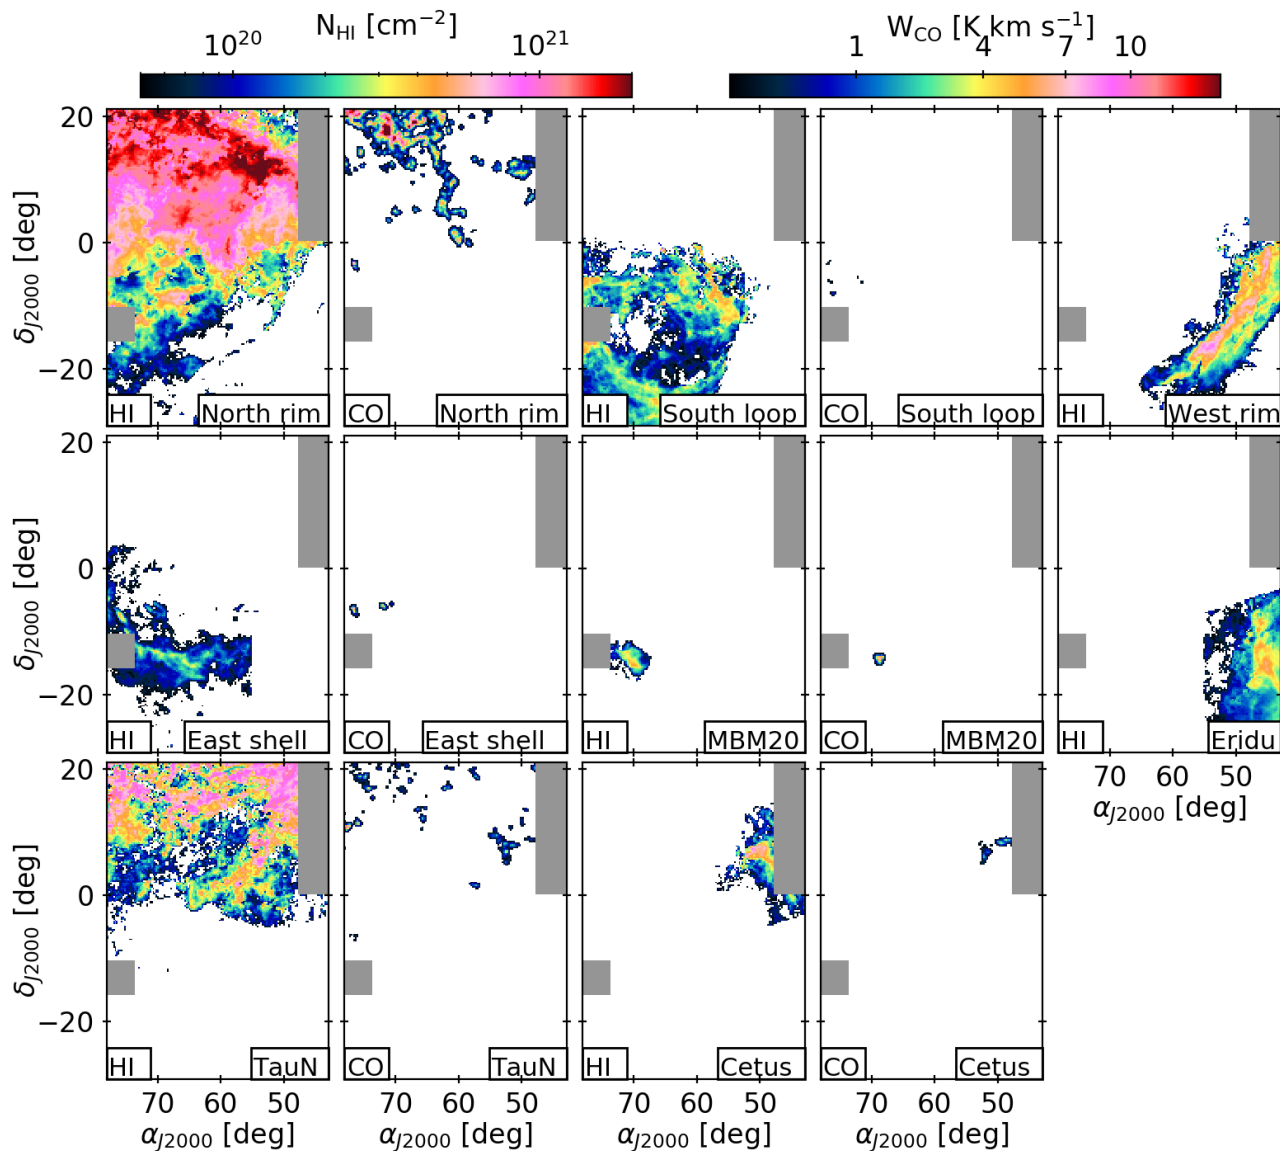 N_HI [cm^−2] W_CO [K km s^−1]
10^20 10^21 1 4 7 10
20
0
−20
δ_J2000 [deg]
HI North rim CO North rim HI South loop CO South loop HI West rim
20
0
−20
δ_J2000 [deg]
HI East shell CO East shell HI MBM20 CO MBM20 HI Eridu
70 60 50
α_J2000 [deg]
20
0
−20
δ_J2000 [deg]
HI TauN CO TauN HI Cetus CO Cetus
70 60 50 70 60 50 70 60 50 70 60 50
α_J2000 [deg] α_J2000 [deg] α_J2000 [deg] α_J2000 [deg]